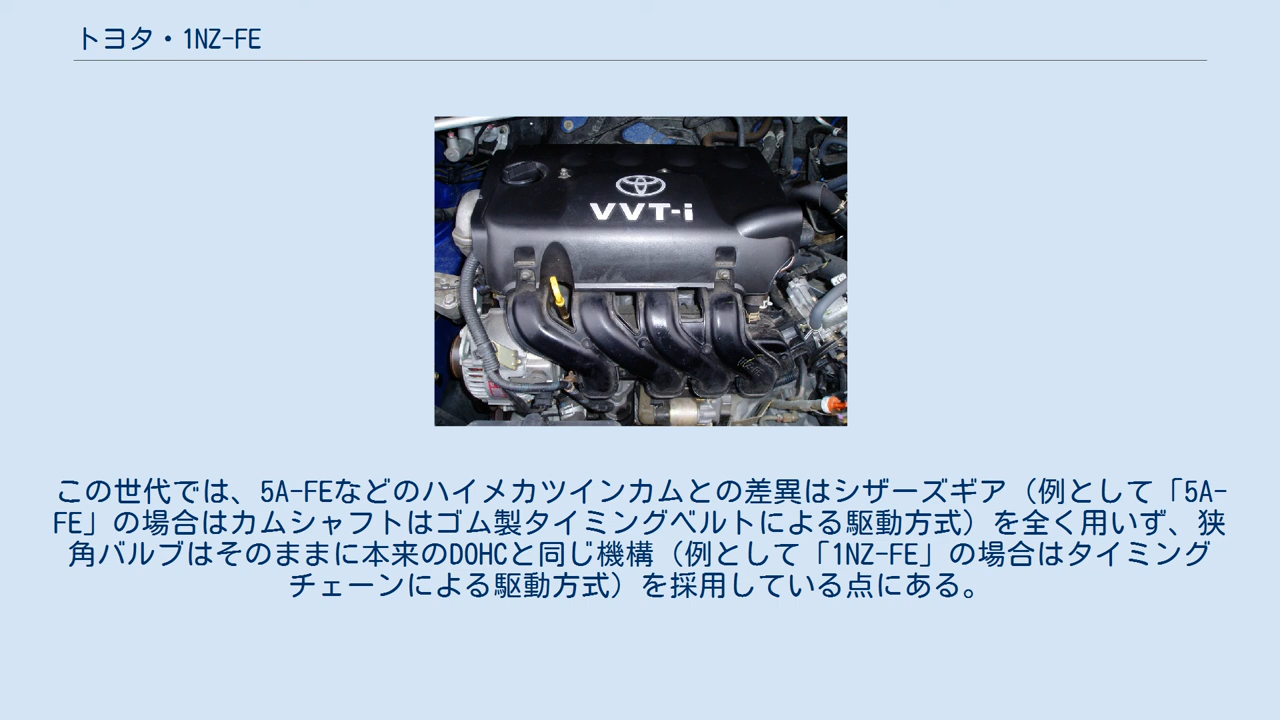 トヨタ・1NZ-FE
VVT-i
この世代では、5A-FEなどのハイメカツインカムとの差異はシザーズギア（例として「5A-
FE」の場合はカムシャフトはゴム製タイミングベルトによる駆動方式）を全く用いず、狭
角バルブはそのままに本来のDOHCと同じ機構（例として「1NZ-FE」の場合はタイミング
チェーンによる駆動方式）を採用している点にある。